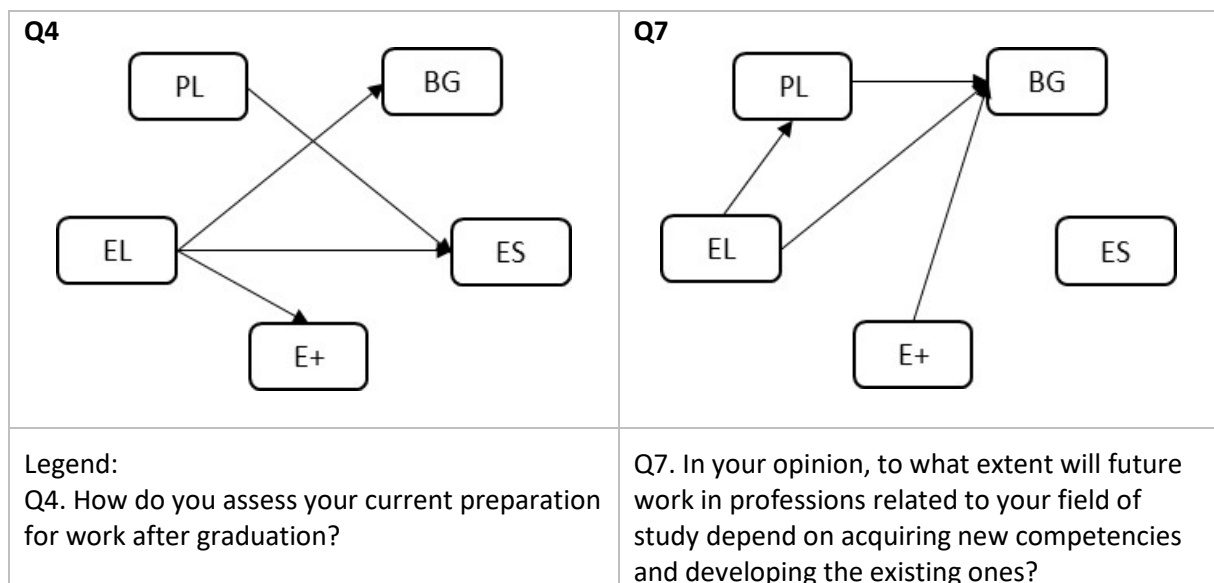 Q4
PL
BG
EL
ES
E+
Q7
PL
BG
EL
ES
E+
Legend:
Q4. How do you assess your current preparation
for work after graduation?
Q7. In your opinion, to what extent will future
work in professions related to your field of
study depend on acquiring new competencies
and developing the existing ones?